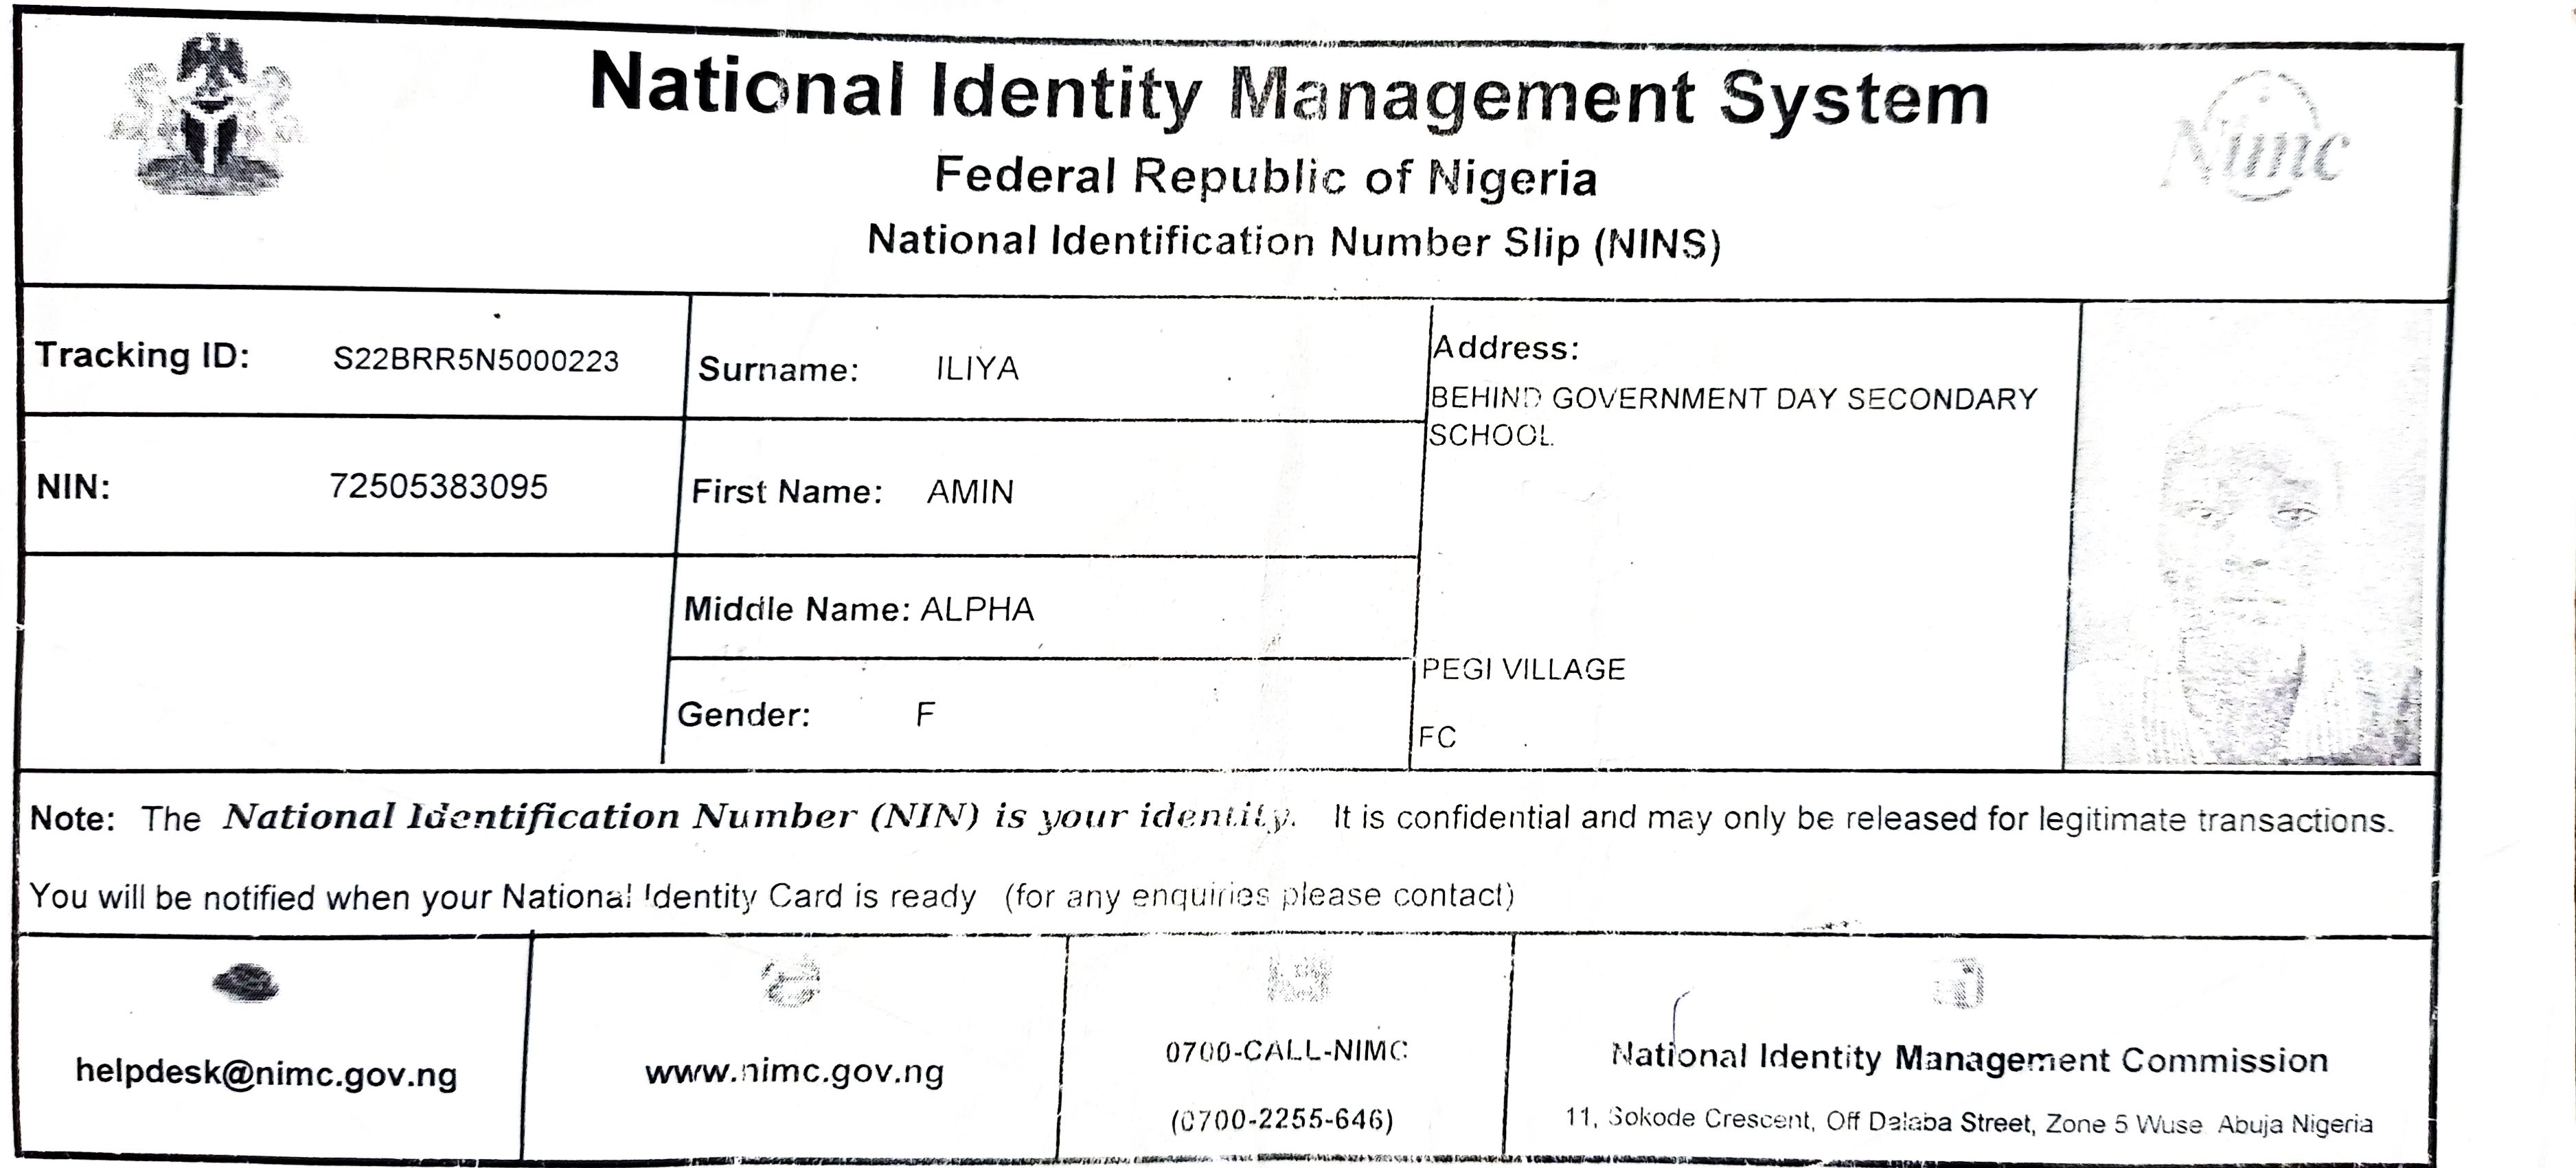 National Identity Management System
Federal Republic of Nigeria
National Identification Number Slip (NINS)
Nimc
Tracking ID: S22BRR5N5000223
NIN: 72505383095
Surname: ILIYA
First Name: AMIN
Middle Name: ALPHA
Gender: F
Address:
BEHIND GOVERNMENT DAY SECONDARY
SCHOOL
PEGI VILLAGE
FC
Note: The National Identification Number (NIN) is your identity. It is confidential and may only be released for legitimate transactions.
You will be notified when your National Identity Card is ready (for any enquiries please contact)
helpdesk@nimc.gov.ng
www.nimc.gov.ng
0700-CALL-NIMC
(0700-2255-646)
National Identity Management Commission
11, Sokode Crescent, Off Dalaba Street, Zone 5 Wuse Abuja Nigeria